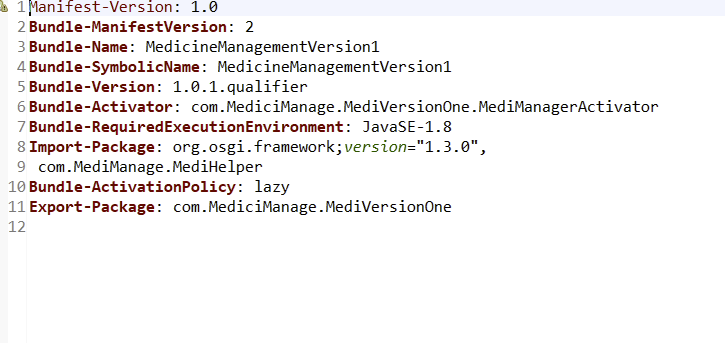 1 Manifest-Version: 1.0
2 Bundle-ManifestVersion: 2
3 Bundle-Name: MedicineManagementVersion1
4 Bundle-SymbolicName: MedicineManagementVersion1
5 Bundle-Version: 1.0.1.qualifier
6 Bundle-Activator: com.MediciManage.MediVersionOne.MediManagerActivator
7 Bundle-RequiredExecutionEnvironment: JavaSE-1.8
8 Import-Package: org.osgi.framework;version="1.3.0",
9  com.MediManage.MediHelper
10 Bundle-ActivationPolicy: lazy
11 Export-Package: com.MediciManage.MediVersionOne
12